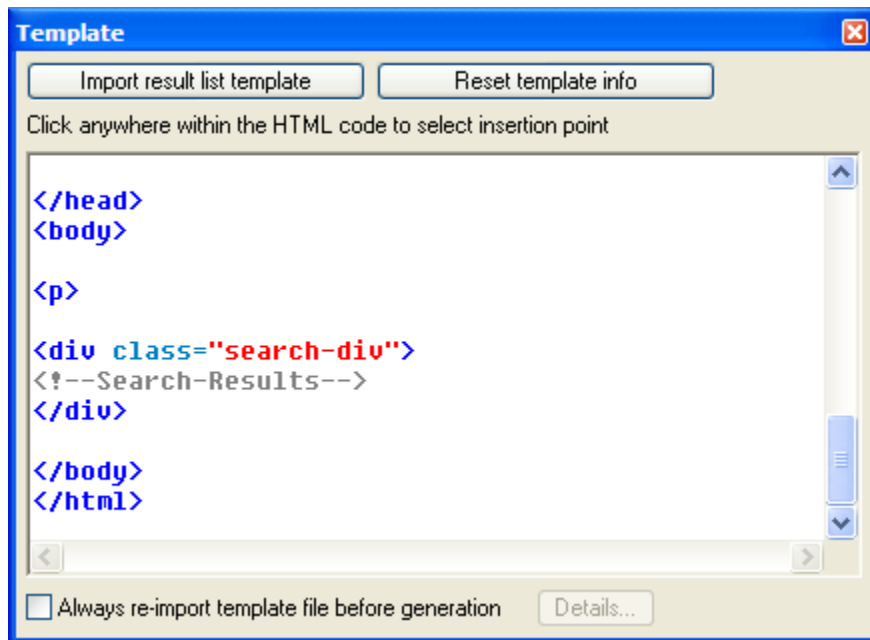 Template
Import result list template
Reset template info
Click anywhere within the HTML code to select insertion point
</head>
<body>
<p>
<div class="search-div">
<!--Search-Results-->
</div>
</body>
</html>
Always re-import template file before generation
Details...